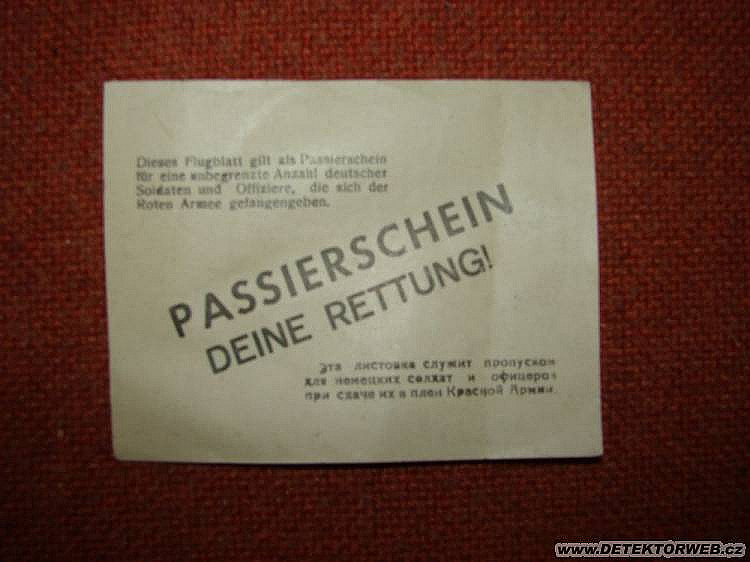 Dieses Flugblatt gilt als Passierschein
für eine unbegrenzte Anzahl deutscher
Soldaten und Offiziere, die sich der
Roten Armee gefangengeben.
PASSIERSCHEIN
DEINE RETTUNG!
Эта листовка служит пропуском
для немецких солдат и офицеров
при сдаче их в плен Красной Армии.
www.DETEKTORWEB.cz